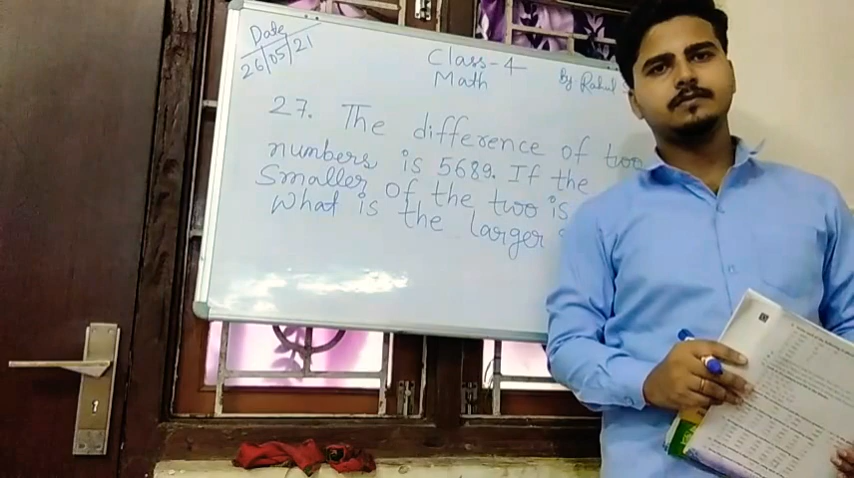 Date
26/05/21
Class-4
Math
By Rahul
27. The difference of two
numbers is 5689. If the
smaller of the two is
What is the larger